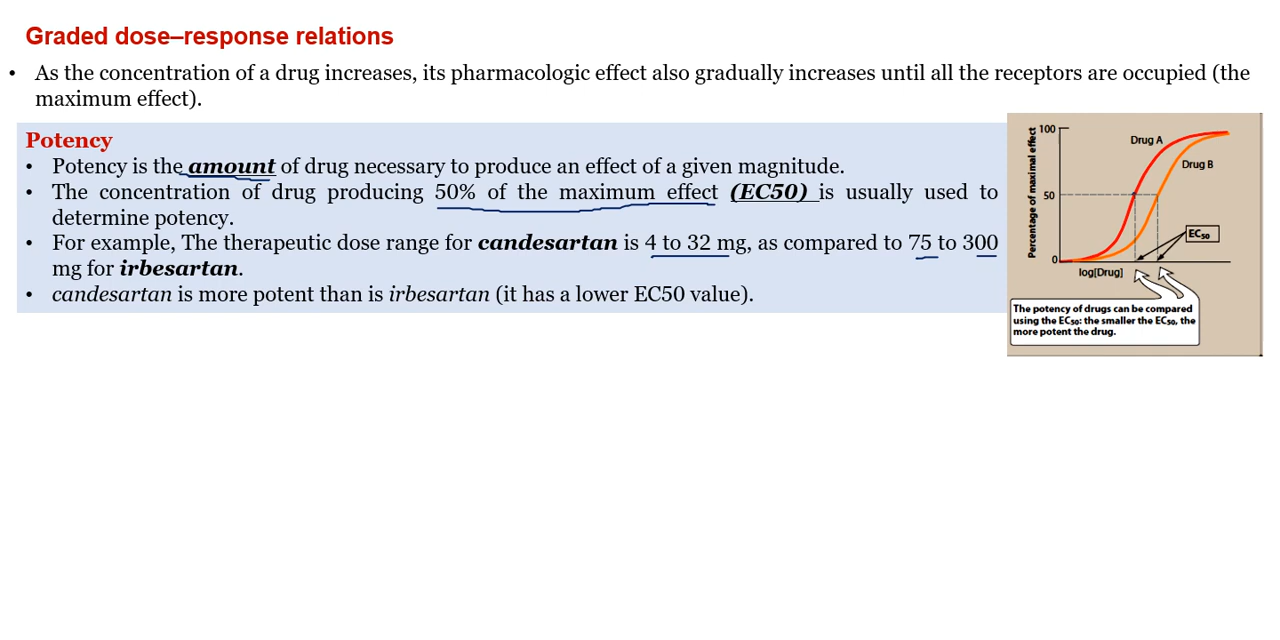 Graded dose–response relations
• As the concentration of a drug increases, its pharmacologic effect also gradually increases until all the receptors are occupied (the
maximum effect).
Potency
• Potency is the amount of drug necessary to produce an effect of a given magnitude.
• The concentration of drug producing 50% of the maximum effect (EC50) is usually used to
determine potency.
• For example, The therapeutic dose range for candesartan is 4 to 32 mg, as compared to 75 to 300
mg for irbesartan.
• candesartan is more potent than is irbesartan (it has a lower EC50 value).
Percentage of maximal effect
100
50
0
Drug A
Drug B
EC50
log[Drug]
The potency of drugs can be compared
using the EC50: the smaller the EC50, the
more potent the drug.